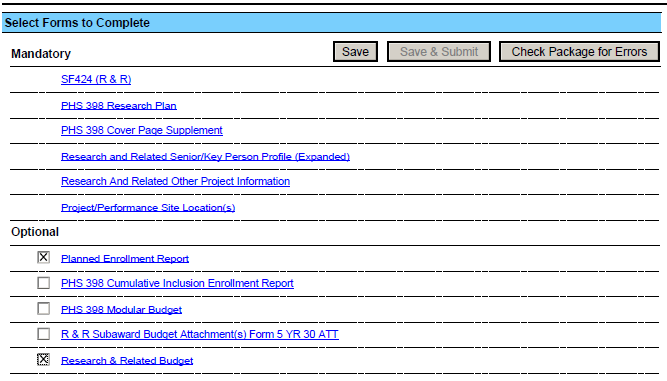 Select Forms to Complete
Mandatory Save Save & Submit Check Package for Errors
SF424 (R & R)
PHS 398 Research Plan
PHS 398 Cover Page Supplement
Research and Related Senior/Key Person Profile (Expanded)
Research And Related Other Project Information
Project/Performance Site Location(s)
Optional
Planned Enrollment Report
PHS 398 Cumulative Inclusion Enrollment Report
PHS 398 Modular Budget
R & R Subaward Budget Attachment(s) Form 5 YR 30 ATT
Research & Related Budget